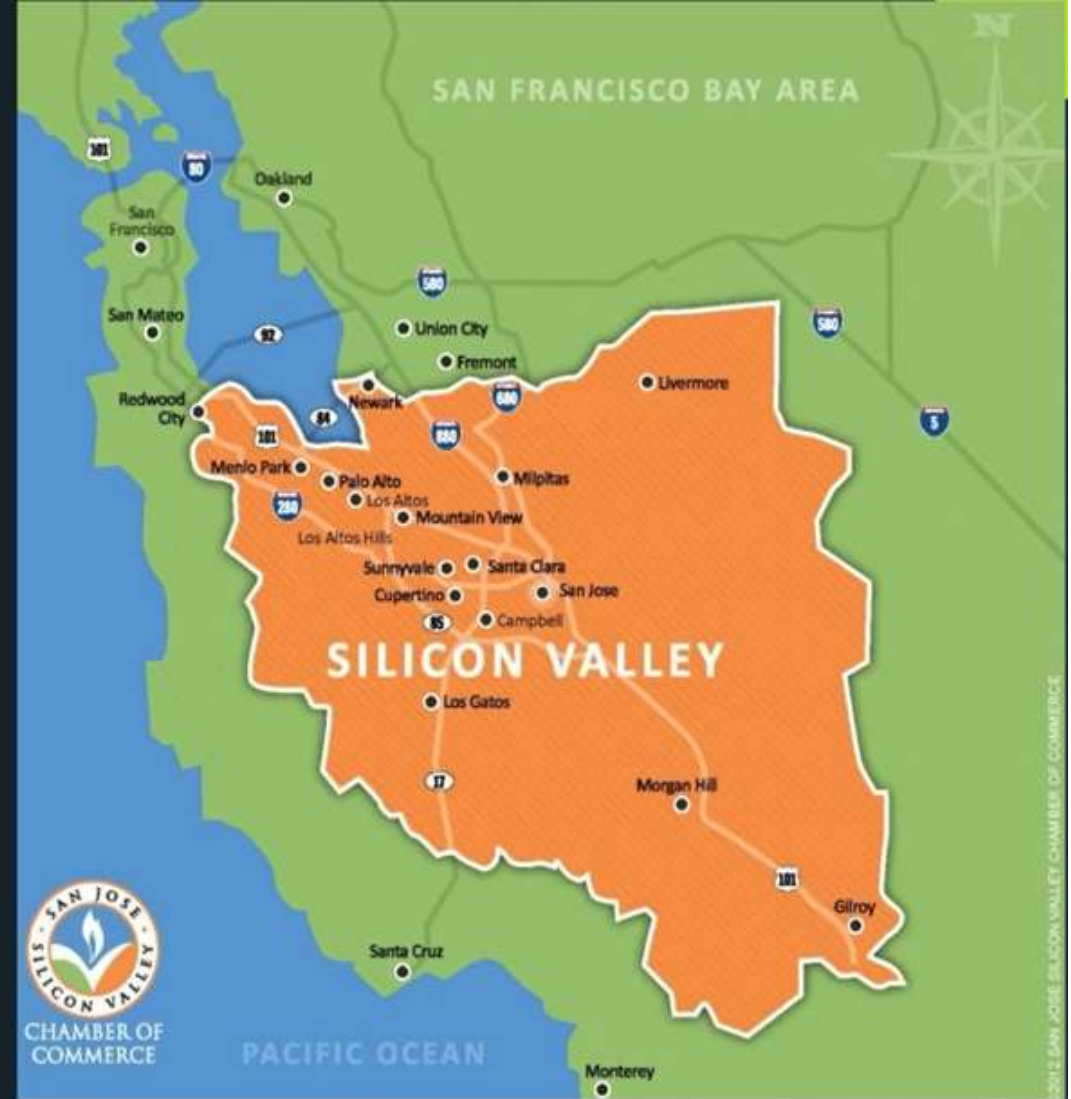 N
SAN FRANCISCO BAY AREA
101
80
Oakland
San
Francisco
580
San Mateo
92
Union City
580
Fremont
Livermore
680
Redwood
City
Newark
84
5
101
880
Menlo Park
Palo Alto
Milpitas
280
Los Altos
Mountain View
Los Altos Hills
Sunnyvale
Santa Clara
Cupertino
San Jose
85
Campbell
SILICON VALLEY
Los Gatos
17
Morgan Hill
101
Gilroy
SAN JOSE
SILICON VALLEY
CHAMBER OF
COMMERCE
Santa Cruz
PACIFIC OCEAN
Monterey
2012 SAN JOSE SILICON VALLEY CHAMBER OF COMMERCE